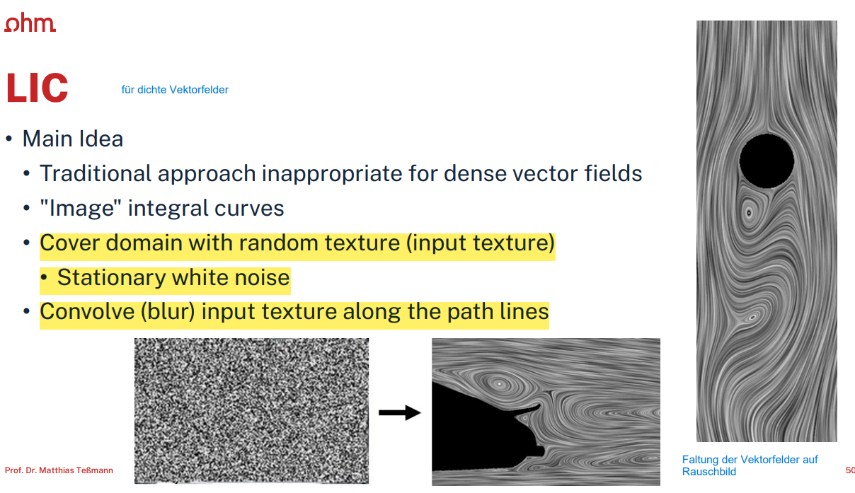 ohm
LIC
für dichte Vektorfelder
• Main Idea
• Traditional approach inappropriate for dense vector fields
• "Image" integral curves
• Cover domain with random texture (input texture)
• Stationary white noise
• Convolve (blur) input texture along the path lines
Prof. Dr. Matthias Teßmann
Faltung der Vektorfelder auf
Rauschbild
50